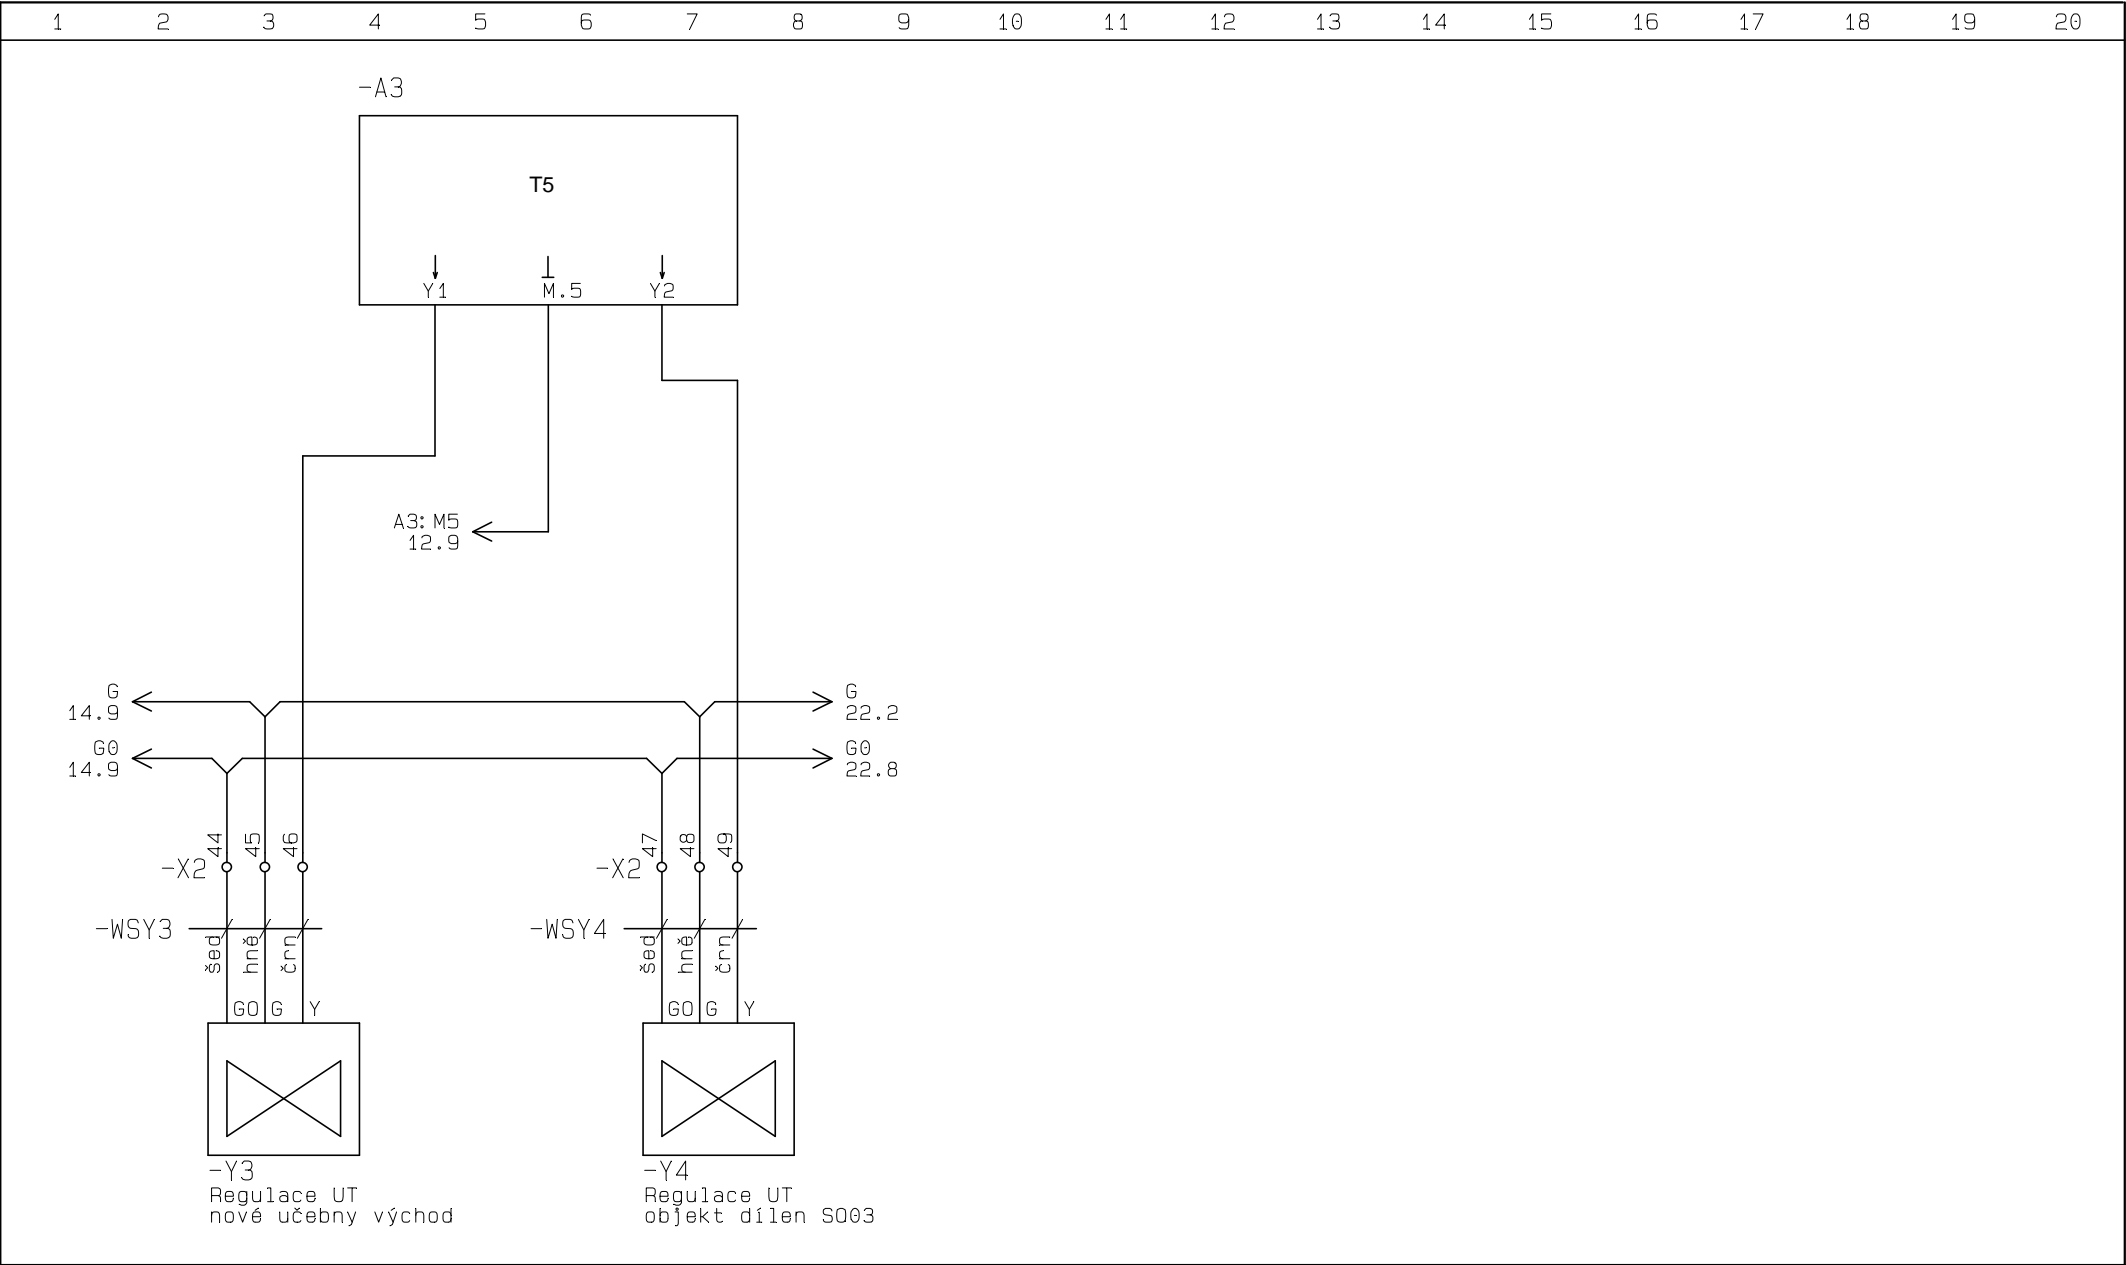 1 2 3 4 5 6 7 8 9 10 11 12 13 14 15 16 17 18 19 20
-A3
T5
Y1 M.5 Y2
A3:M5
12.9
G G
14.9 22.2
G0 G0
14.9 22.8
-X2 44 45 46 -X2 47 48 49
-WSY3 -WSY4
šed hně črn šed hně črn
GO G Y GO G Y
-Y3 -Y4
Regulace UT Regulace UT
nové učebny východ objekt dílen SO03